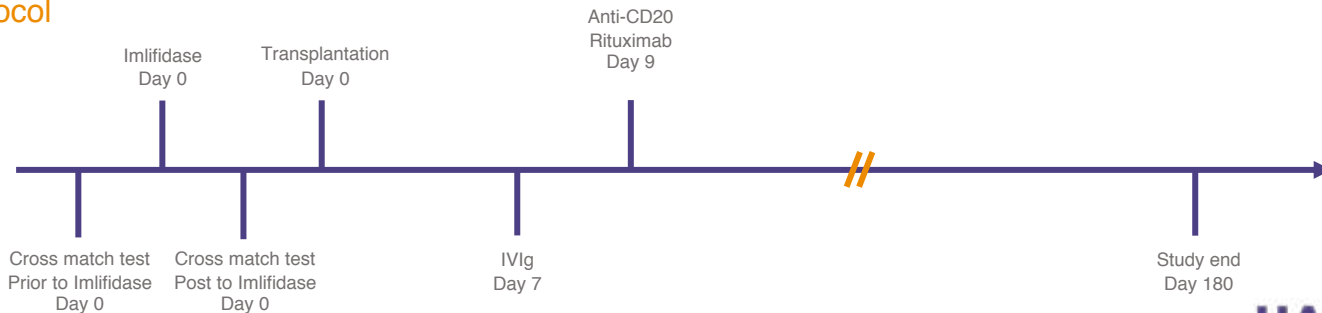 ocol
Anti-CD20
Rituximab
Day 9
Imlifidase
Day 0
Transplantation
Day 0
Cross match test
Prior to Imlifidase
Day 0
Cross match test
Post to Imlifidase
Day 0
IVIg
Day 7
Study end
Day 180